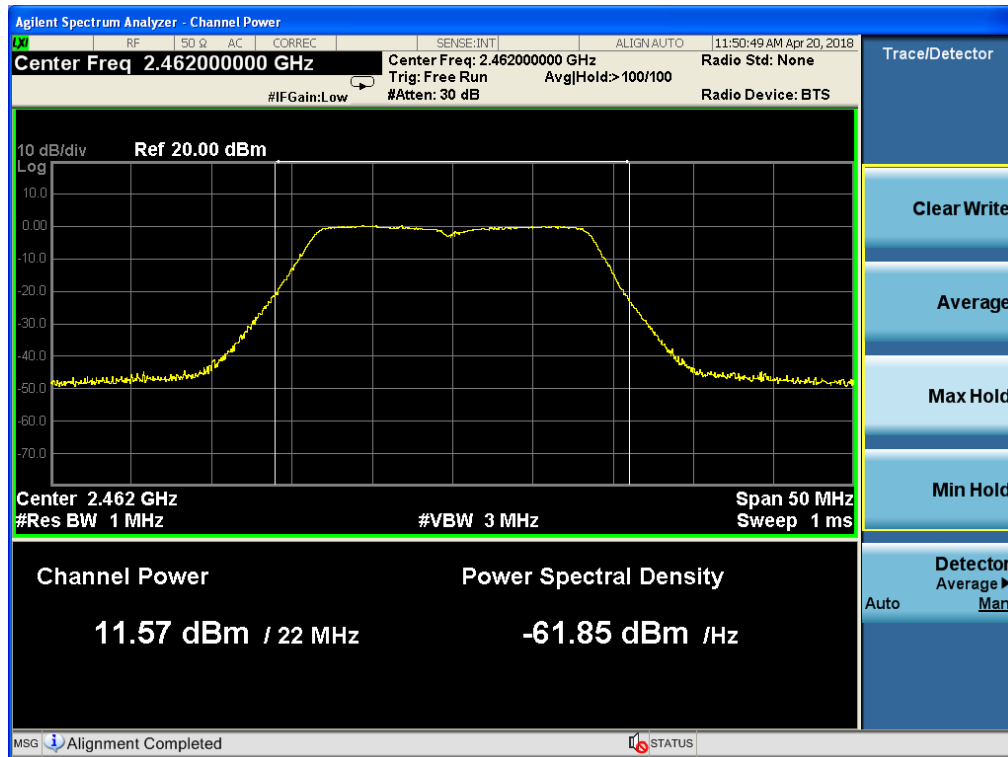 Agilent Spectrum Analyzer - Channel Power
LXI RF 50 Ω AC CORREC SENSE:INT ALIGN AUTO 11:50:49 AM Apr 20, 2018
Center Freq 2.462000000 GHz
#IFGain:Low
Center Freq: 2.462000000 GHz
Trig: Free Run Avg|Hold:> 100/100
#Atten: 30 dB
Radio Std: None
Radio Device: BTS
10 dB/div Ref 20.00 dBm
Log
10.0
0.00
-10.0
-20.0
-30.0
-40.0
-50.0
-60.0
-70.0
Center 2.462 GHz Span 50 MHz
#Res BW 1 MHz #VBW 3 MHz Sweep 1 ms
Channel Power Power Spectral Density
11.57 dBm / 22 MHz -61.85 dBm /Hz
MSG Alignment Completed STATUS
Trace/Detector
Clear Write
Average
Max Hold
Min Hold
Detector
Average
Auto Man